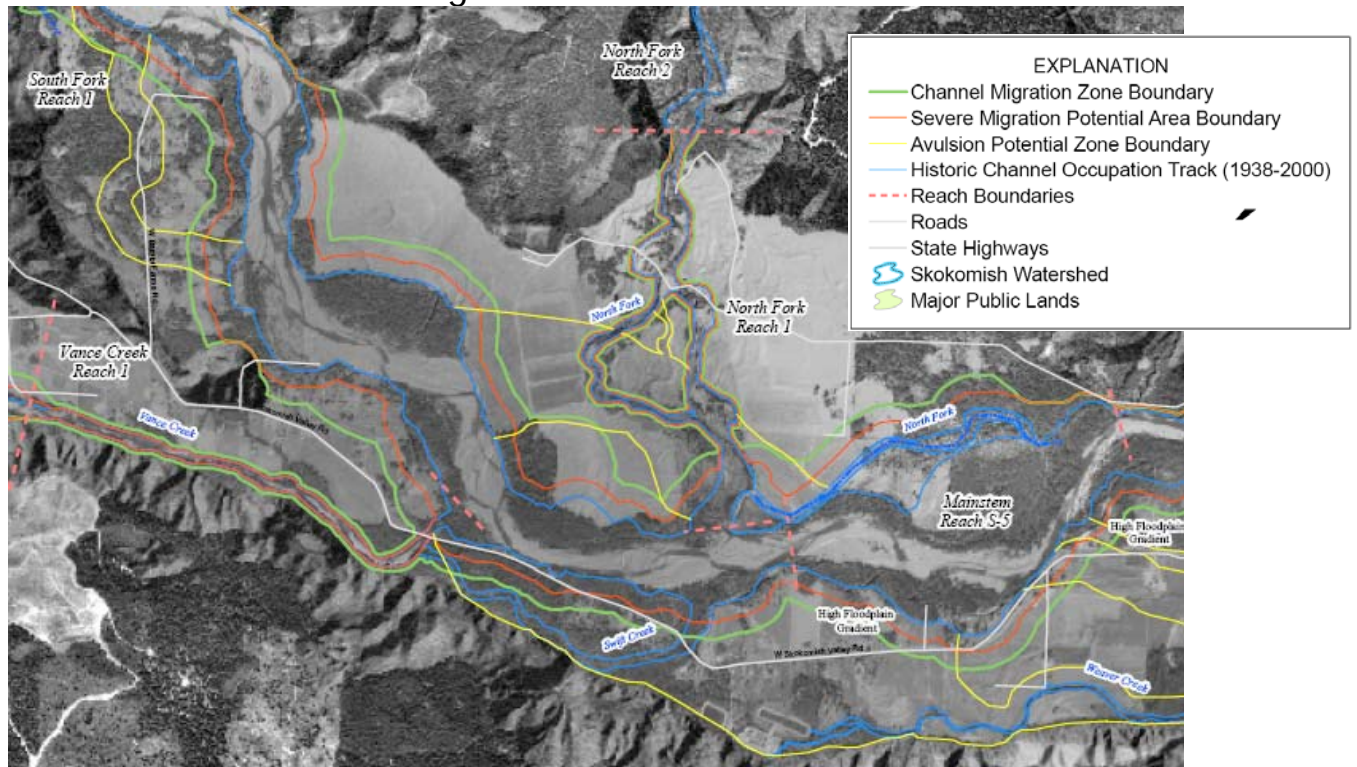 South Fork
Reach 1
North Fork
Reach 2
EXPLANATION
Channel Migration Zone Boundary
Severe Migration Potential Area Boundary
Avulsion Potential Zone Boundary
Historic Channel Occupation Track (1938-2000)
Reach Boundaries
Roads
State Highways
Skokomish Watershed
Major Public Lands
North Fork
North Fork
Reach 1
Vance Creek
Reach 1
Vance Creek
North Fork
Mainstem
Reach S-5
High Floodplain
Gradient
High Floodplain
Gradient
Swift Creek
W Skokomish Valley Rd
Weaver Creek